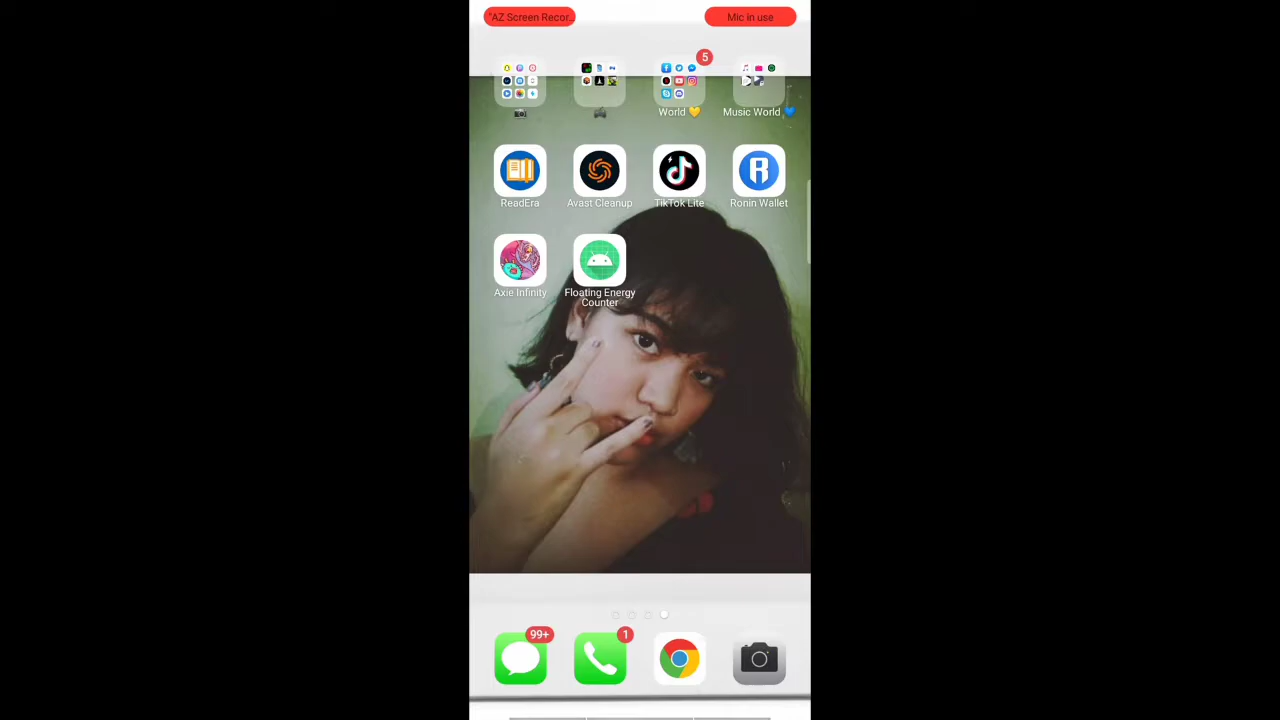 "AZ Screen Recor...
Mic in use
5
World 💛
Music World 💙
ReadEra
Avast Cleanup
TikTok Lite
Ronin Wallet
Axie Infinity
Floating Energy
Counter
99+
1